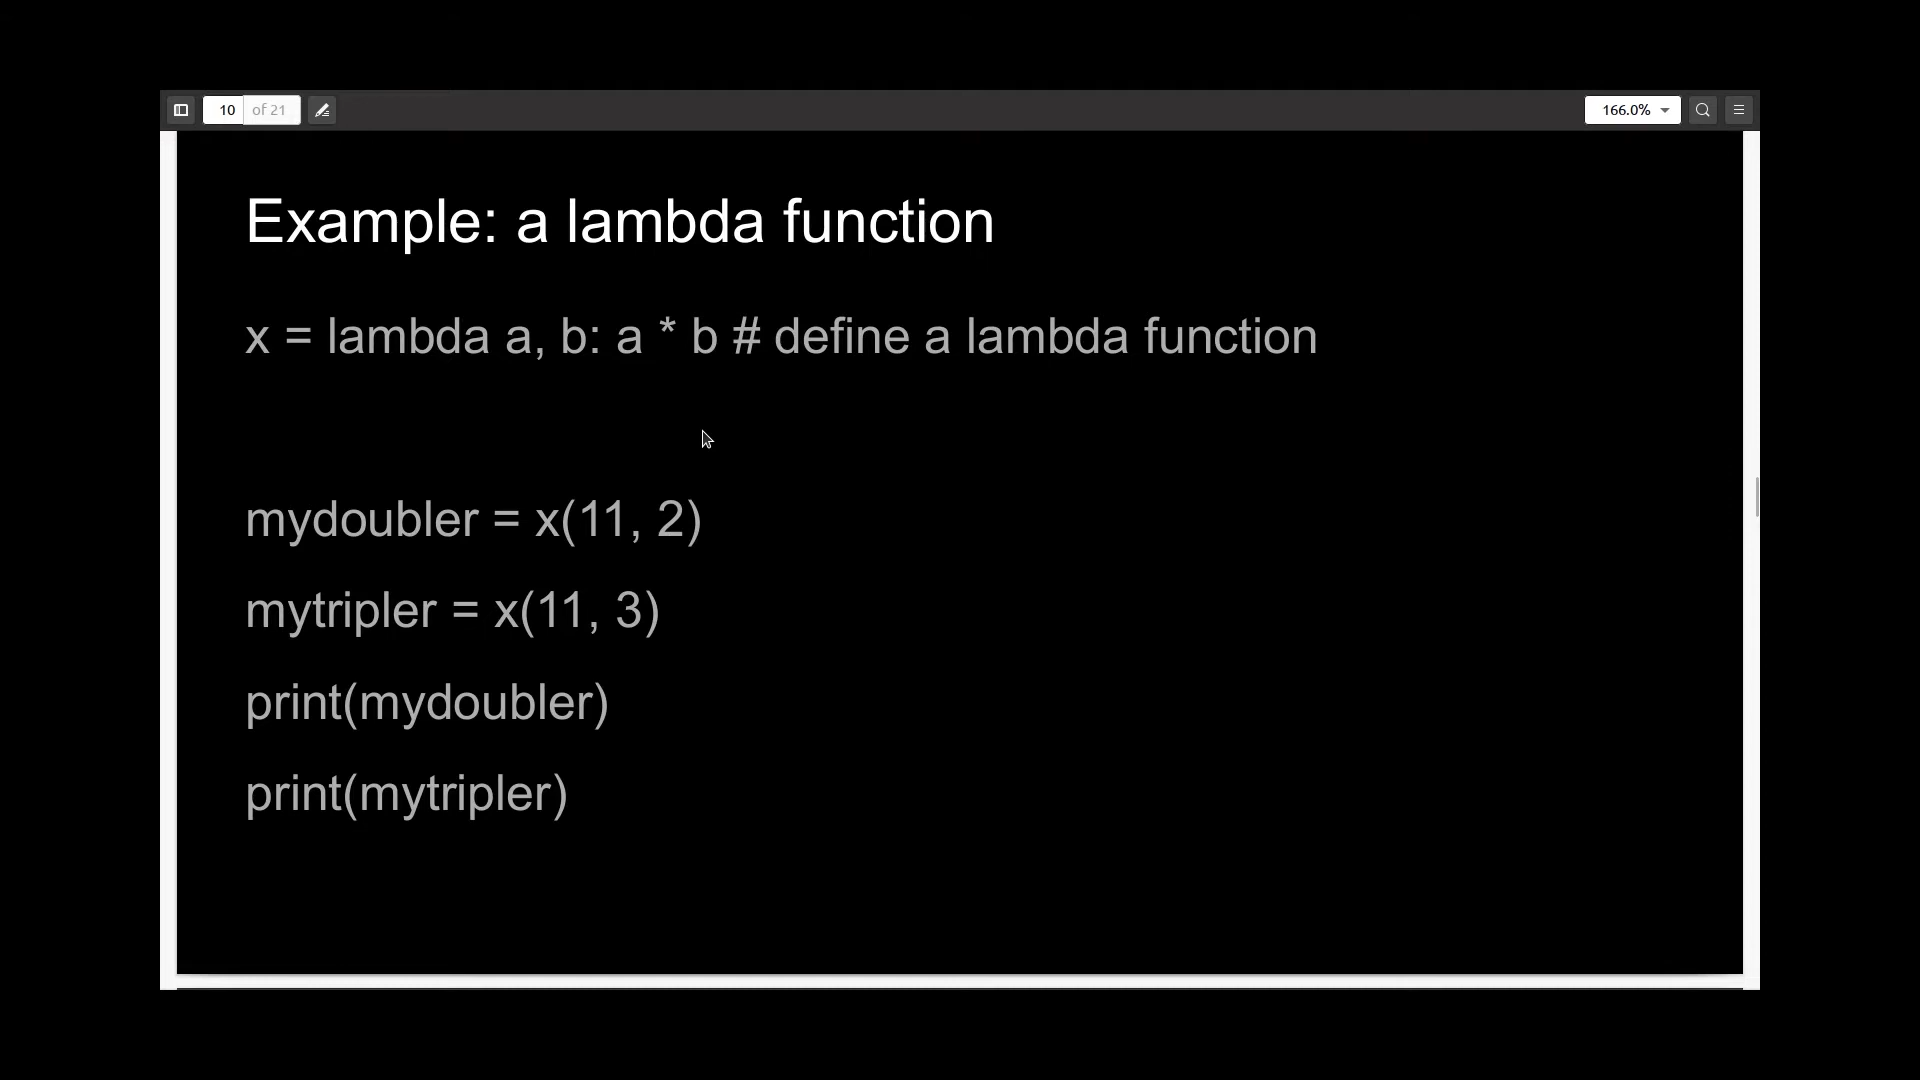 10 of 21
166.0%
Example: a lambda function
x = lambda a, b: a * b # define a lambda function
mydoubler = x(11, 2)
mytripler = x(11, 3)
print(mydoubler)
print(mytripler)